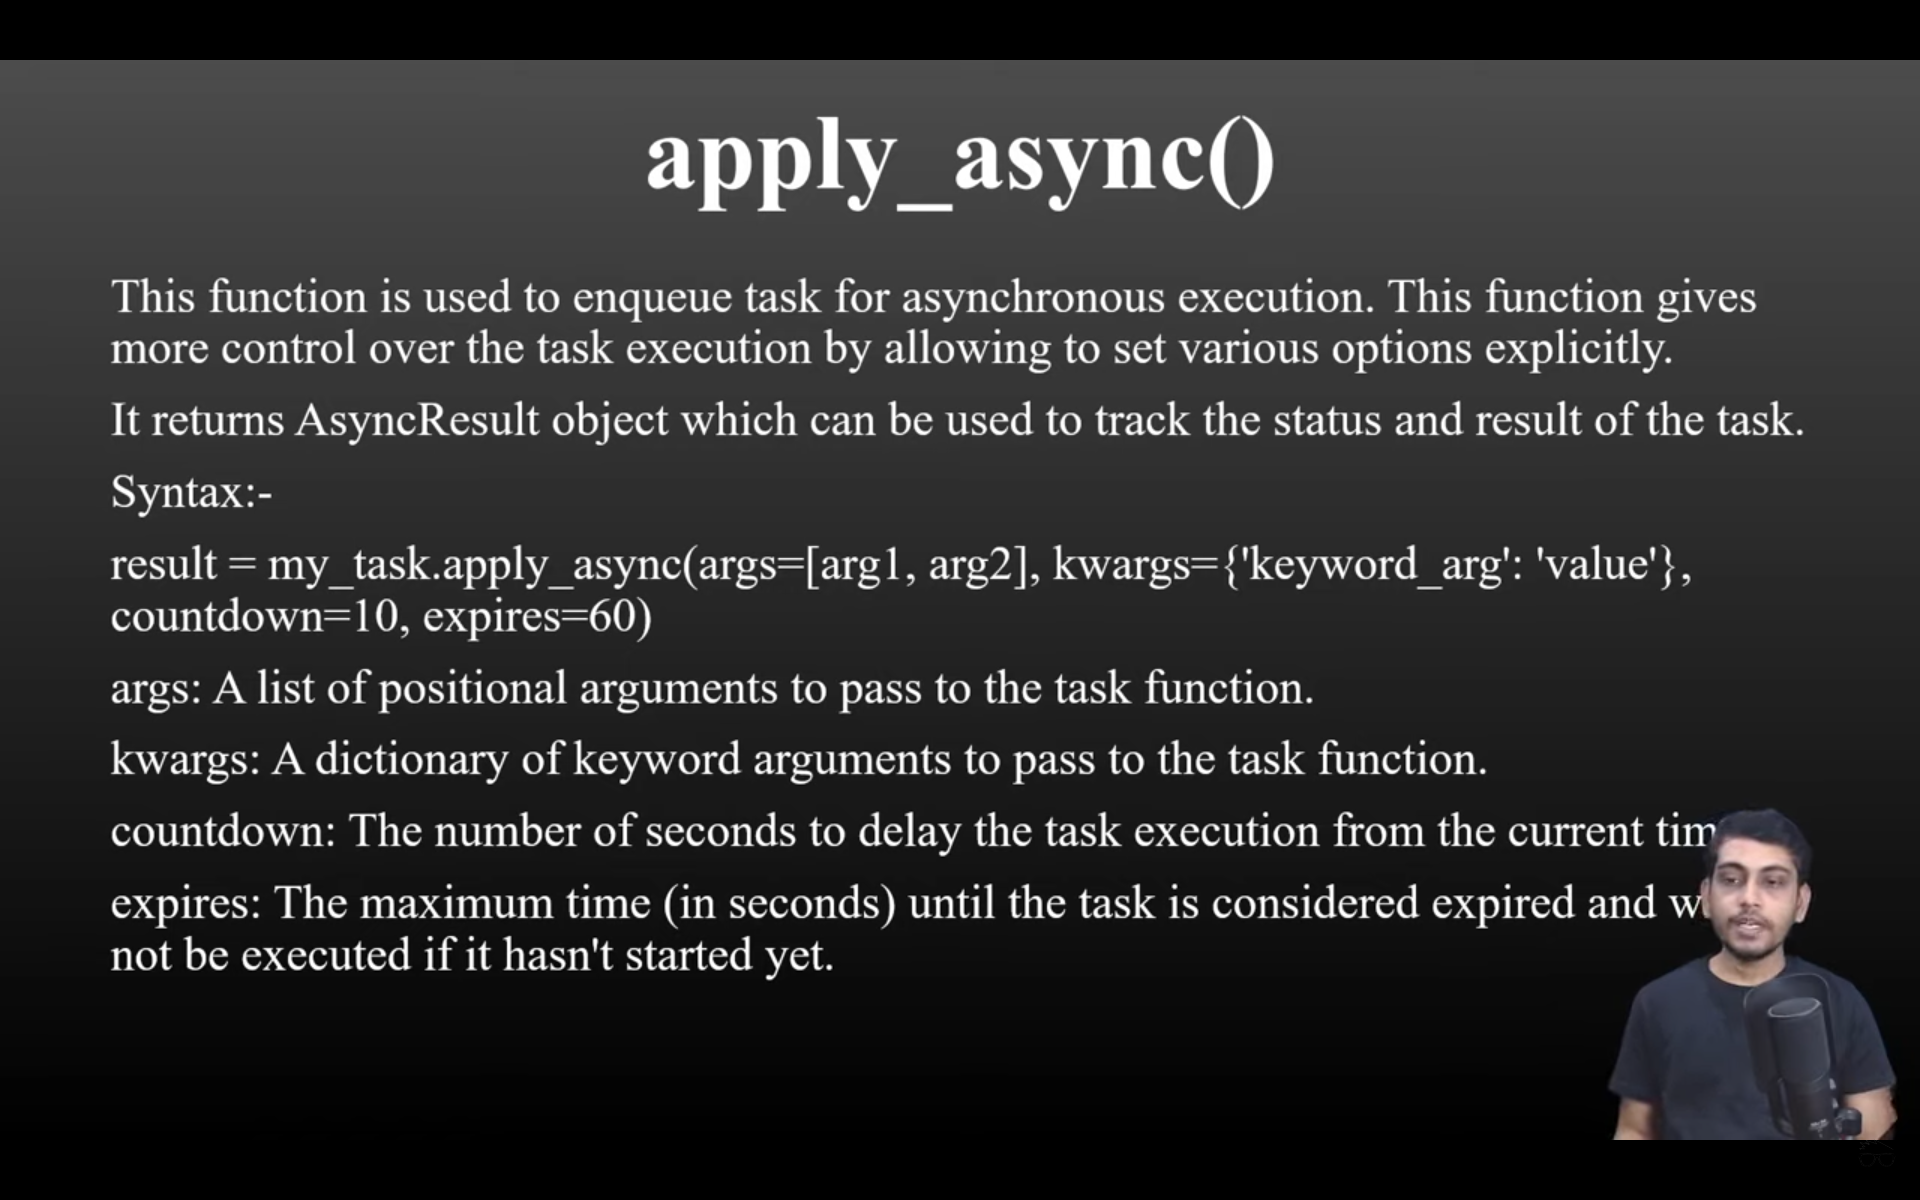 apply_async()
This function is used to enqueue task for asynchronous execution. This function gives
more control over the task execution by allowing to set various options explicitly.
It returns AsyncResult object which can be used to track the status and result of the task.
Syntax:-
result = my_task.apply_async(args=[arg1, arg2], kwargs={'keyword_arg': 'value'},
countdown=10, expires=60)
args: A list of positional arguments to pass to the task function.
kwargs: A dictionary of keyword arguments to pass to the task function.
countdown: The number of seconds to delay the task execution from the current
expires: The maximum time (in seconds) until the task is considered expired and
not be executed if it hasn't started yet.